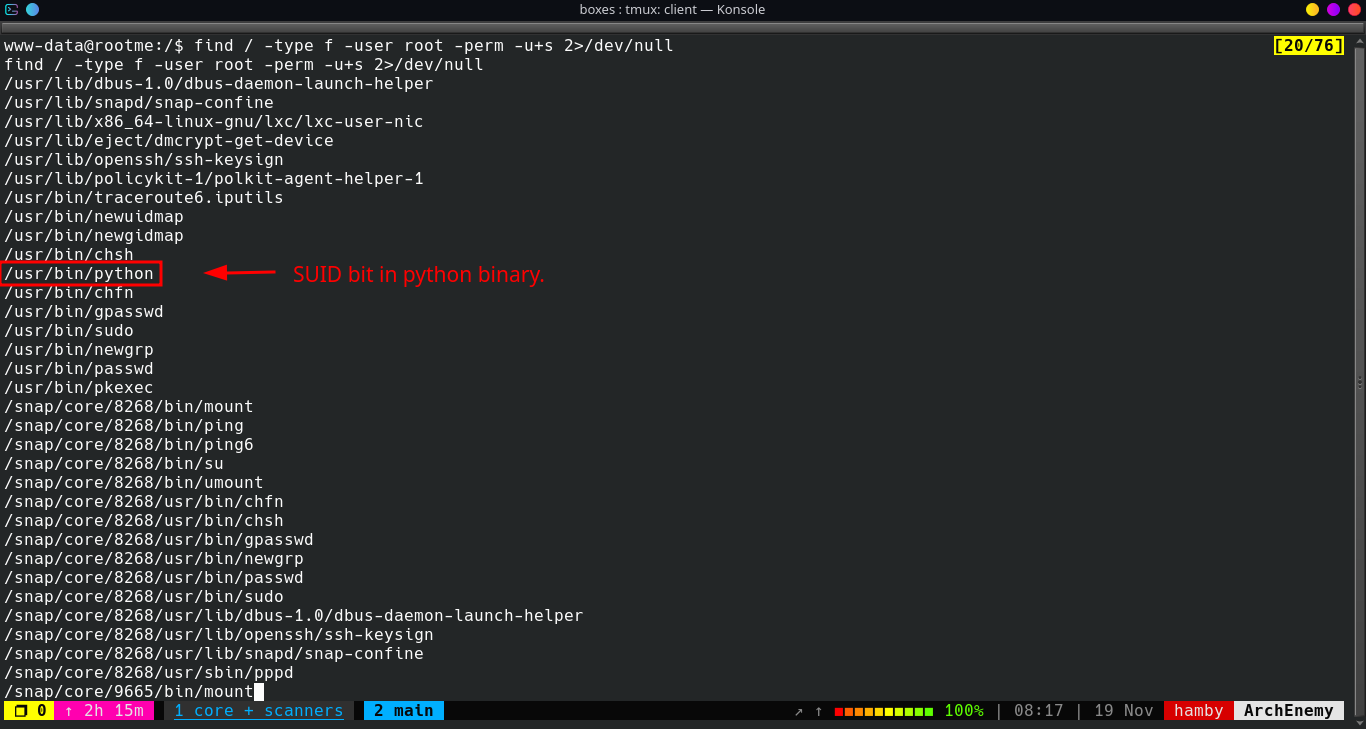 boxes : tmux: client — Konsole
www-data@rootme:/$ find / -type f -user root -perm -u+s 2>/dev/null [20/76]
find / -type f -user root -perm -u+s 2>/dev/null
/usr/lib/dbus-1.0/dbus-daemon-launch-helper
/usr/lib/snapd/snap-confine
/usr/lib/x86_64-linux-gnu/lxc/lxc-user-nic
/usr/lib/eject/dmcrypt-get-device
/usr/lib/openssh/ssh-keysign
/usr/lib/policykit-1/polkit-agent-helper-1
/usr/bin/traceroute6.iputils
/usr/bin/newuidmap
/usr/bin/newgidmap
/usr/bin/chsh
/usr/bin/python SUID bit in python binary.
/usr/bin/chfn
/usr/bin/gpasswd
/usr/bin/sudo
/usr/bin/newgrp
/usr/bin/passwd
/usr/bin/pkexec
/snap/core/8268/bin/mount
/snap/core/8268/bin/ping
/snap/core/8268/bin/ping6
/snap/core/8268/bin/su
/snap/core/8268/bin/umount
/snap/core/8268/usr/bin/chfn
/snap/core/8268/usr/bin/chsh
/snap/core/8268/usr/bin/gpasswd
/snap/core/8268/usr/bin/newgrp
/snap/core/8268/usr/bin/passwd
/snap/core/8268/usr/bin/sudo
/snap/core/8268/usr/lib/dbus-1.0/dbus-daemon-launch-helper
/snap/core/8268/usr/lib/openssh/ssh-keysign
/snap/core/8268/usr/lib/snapd/snap-confine
/snap/core/8268/usr/sbin/pppd
/snap/core/9665/bin/mount
❐ 0 ↑ 2h 15m 1 core + scanners 2 main ↗ ↑ 100% | 08:17 | 19 Nov hamby ArchEnemy